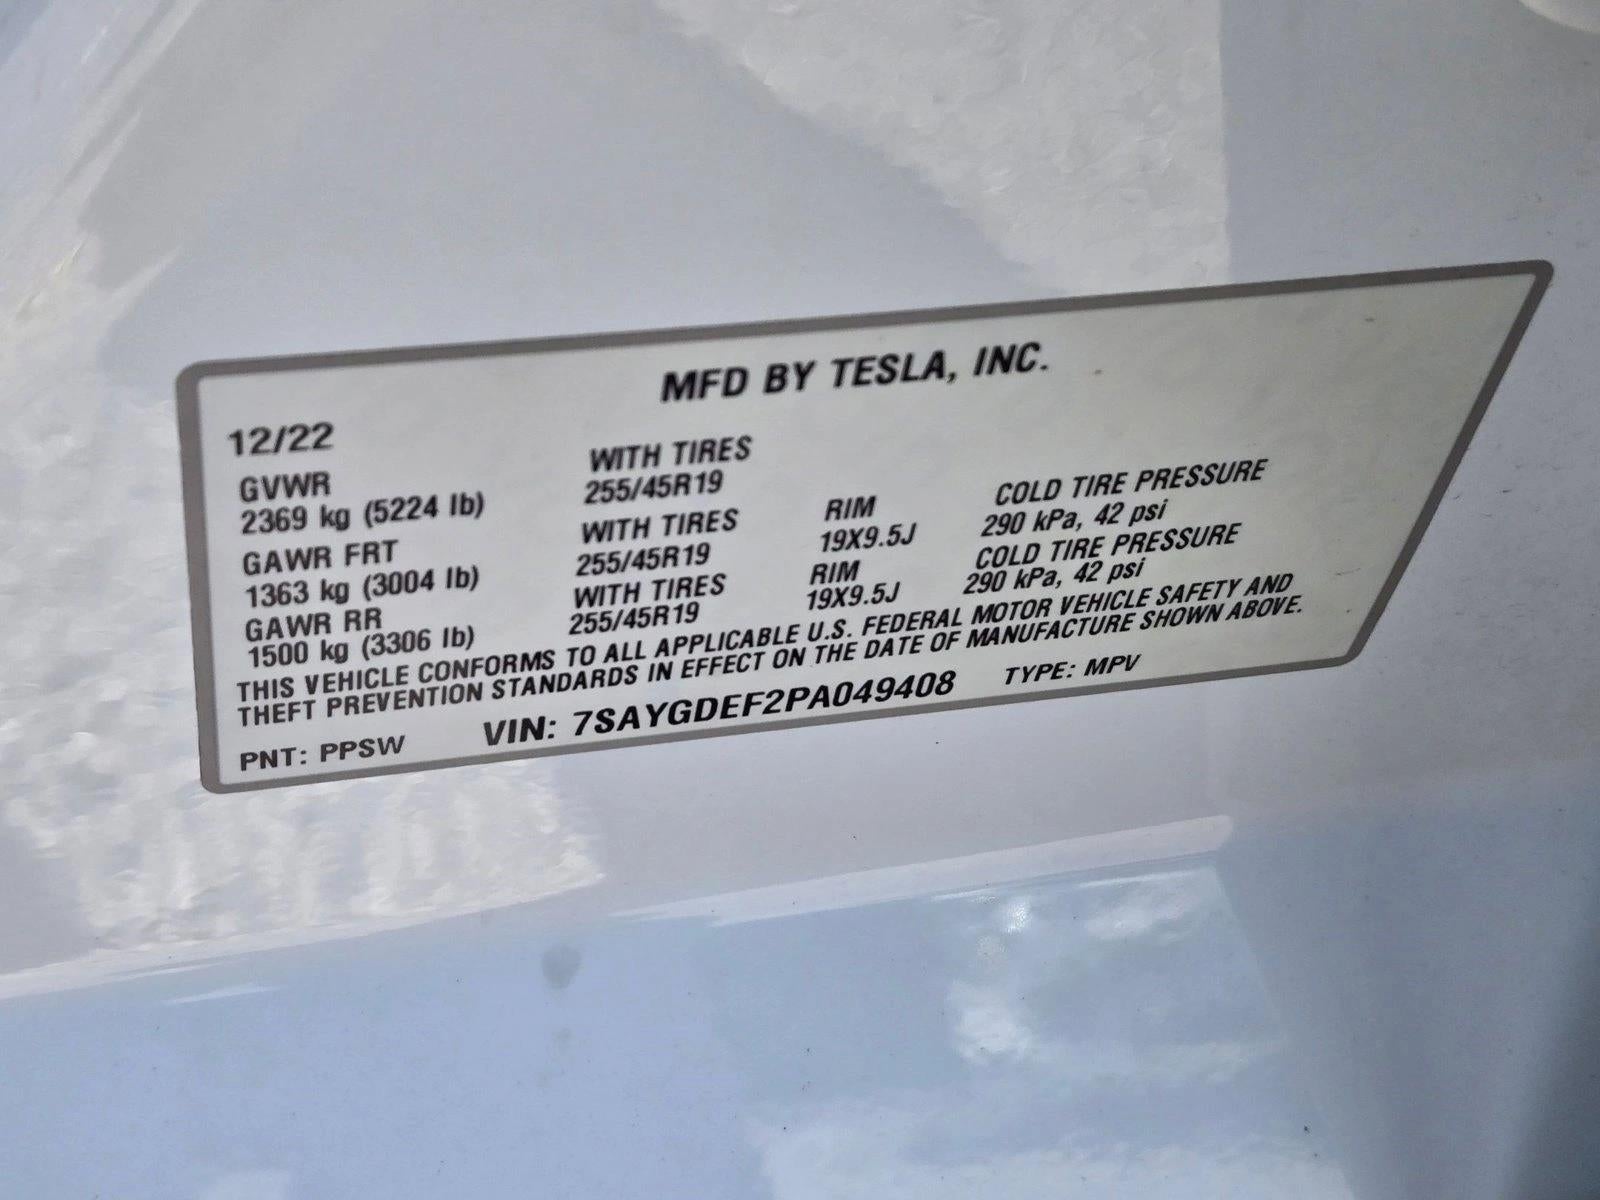 MFD BY TESLA, INC.
12/22
GVWR WITH TIRES
2369 kg (5224 lb) 255/45R19
GAWR FRT WITH TIRES RIM COLD TIRE PRESSURE
1363 kg (3004 lb) 255/45R19 19X9.5J 290 kPa, 42 psi
GAWR RR WITH TIRES RIM COLD TIRE PRESSURE
1500 kg (3306 lb) 255/45R19 19X9.5J 290 kPa, 42 psi
THIS VEHICLE CONFORMS TO ALL APPLICABLE U.S. FEDERAL MOTOR VEHICLE SAFETY AND
THEFT PREVENTION STANDARDS IN EFFECT ON THE DATE OF MANUFACTURE SHOWN ABOVE.
PNT: PPSW VIN: 7SAYGDEF2PA049408 TYPE: MPV